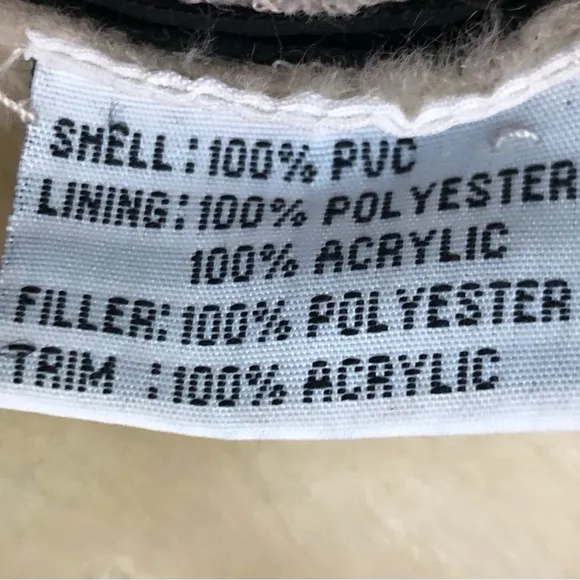 SHELL:100% PVC
LINING:100% POLYESTER
100% ACRYLIC
FILLER:100% POLYESTER
TRIM :100% ACRYLIC